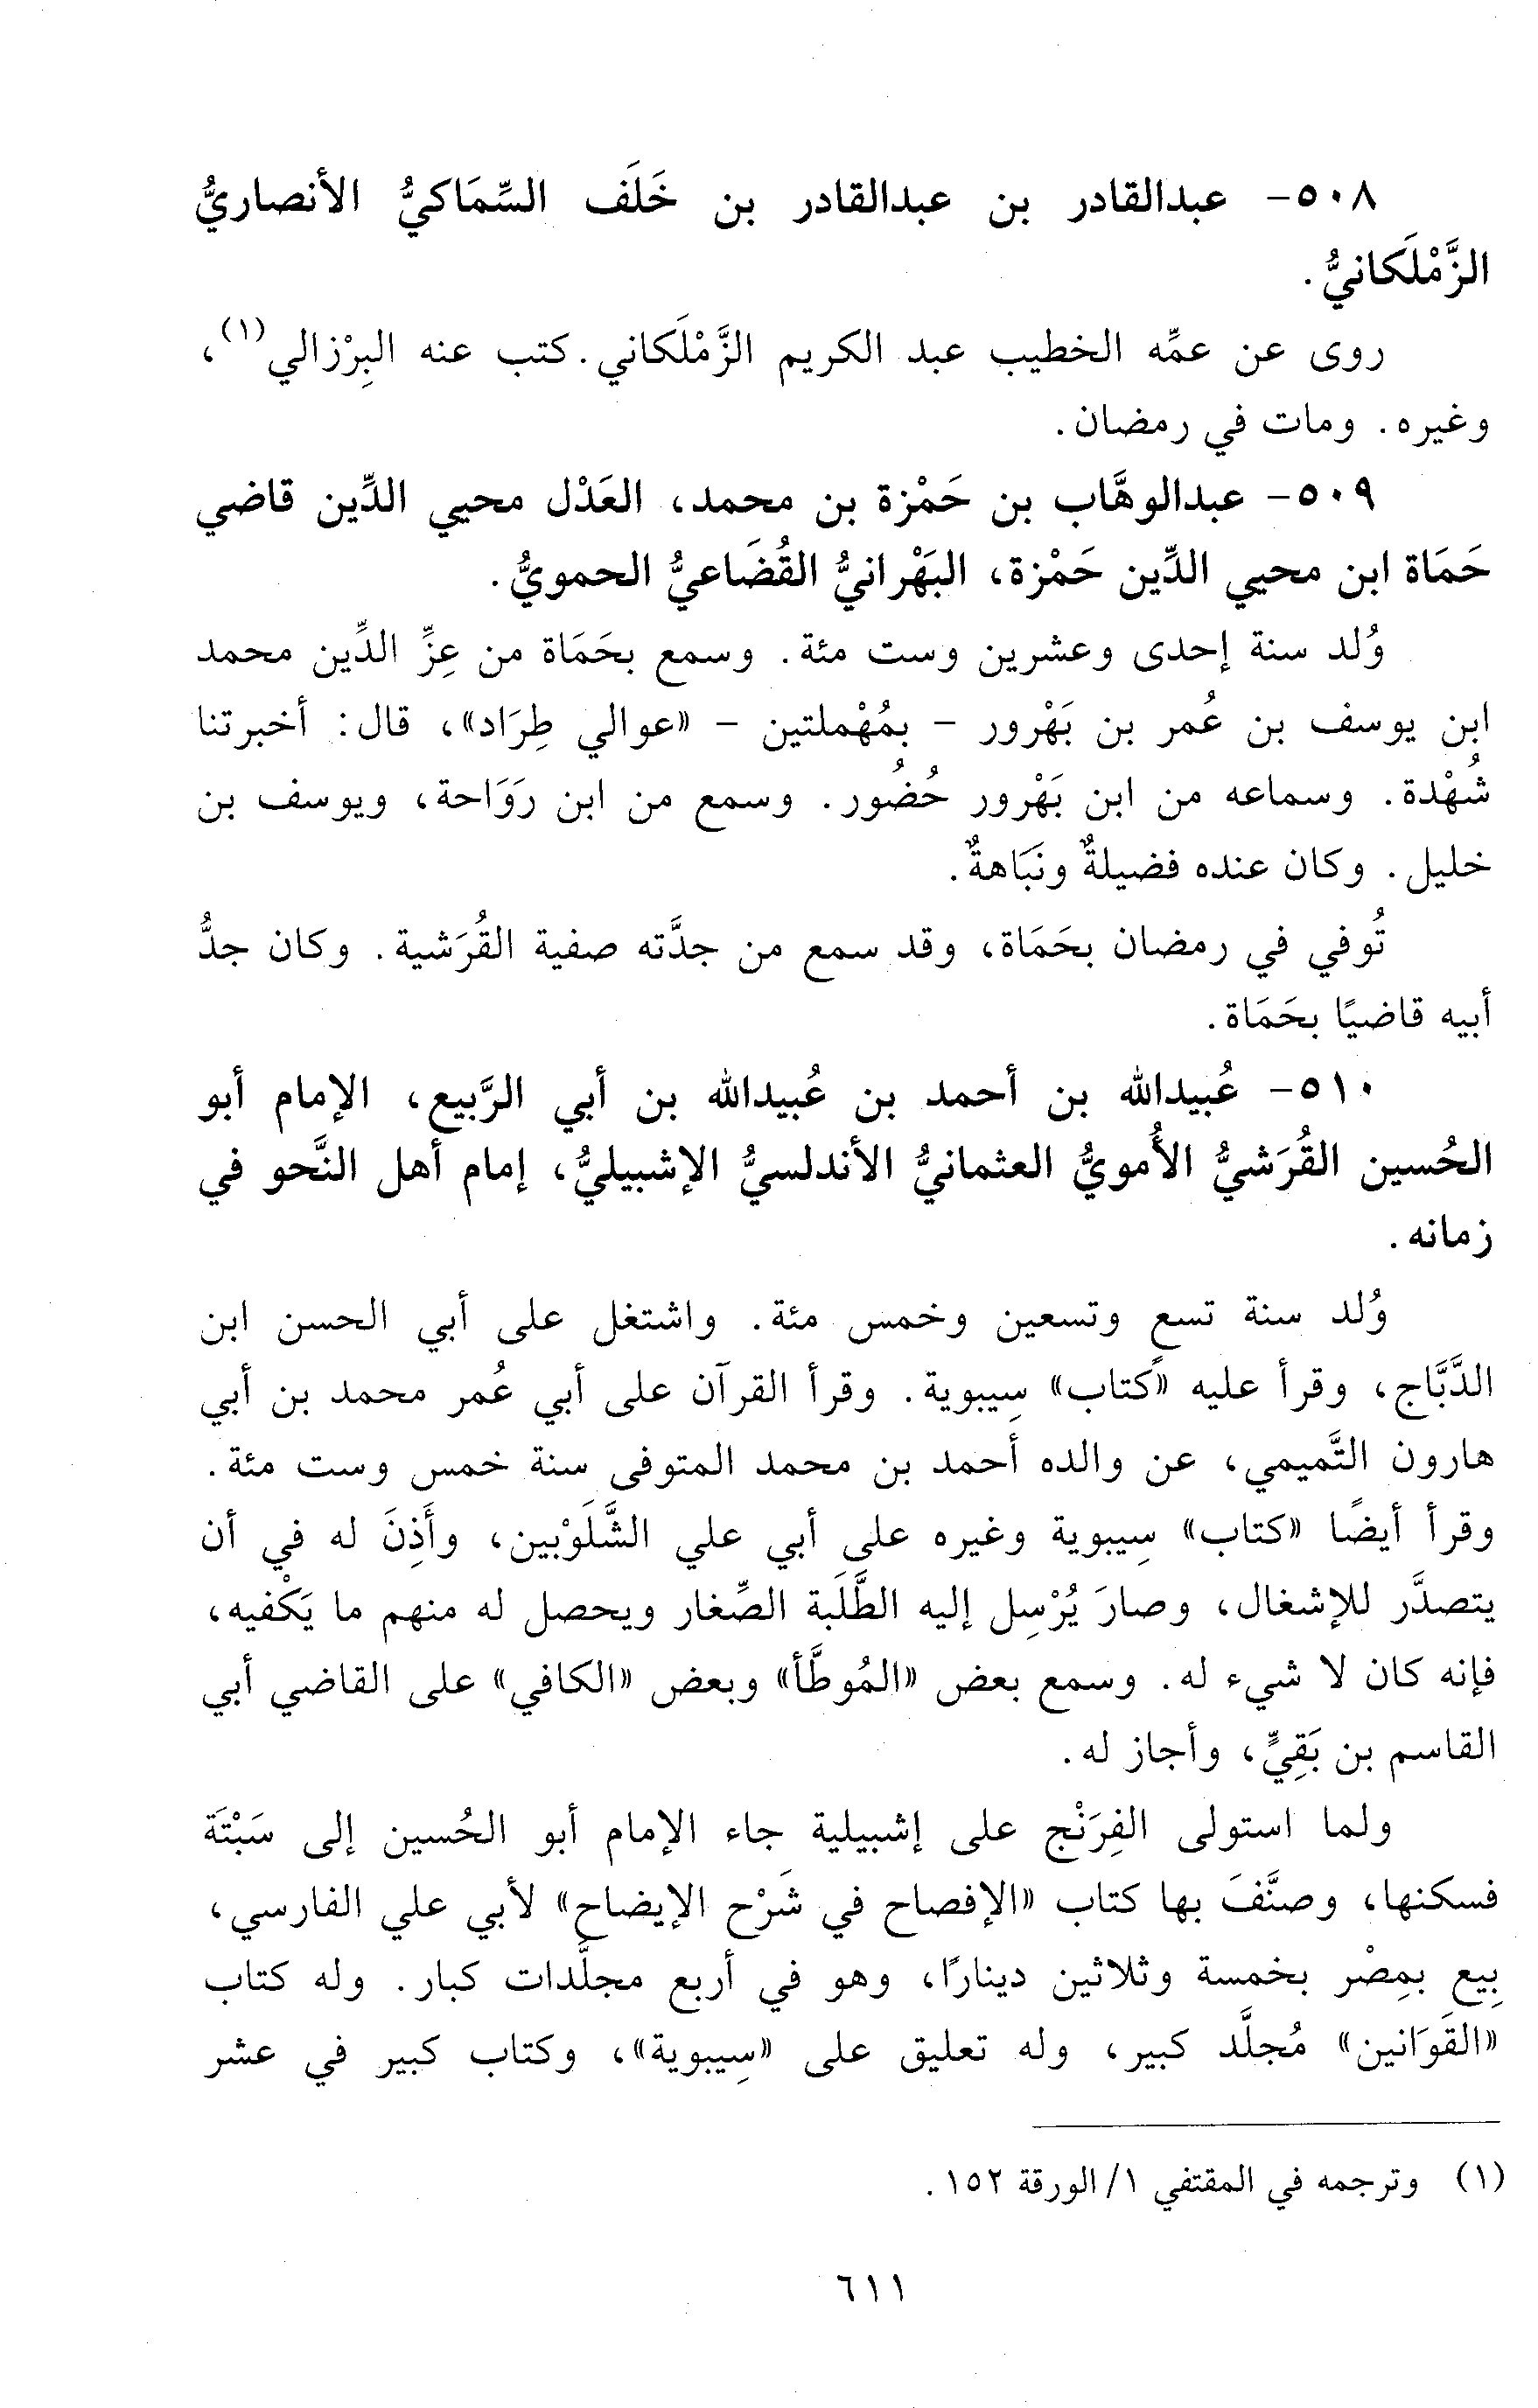 ٥٠٨- عبدالقادر بن عبدالقادر بن خَلَف السِّمَاكيُّ الأنصاريُّ
الزَّمْلَكانيُّ.
روى عن عمِّه الخطيب عبد الكريم الزَّمْلَكاني. كتب عنه البِرْزالي(١)،
وغيره. ومات في رمضان.
٥٠٩- عبدالوهَّاب بن حَمْزة بن محمد، العَدْل محيي الدِّين قاضي
حَمَاة ابن محيي الدِّين حَمْزة، البَهْرانيُّ القُضَاعيُّ الحمويُّ.
وُلد سنة إحدى وعشرين وست مئة. وسمع بحَمَاة من عِزِّ الدِّين محمد
ابن يوسف بن عُمر بن بَهْرور - بمُهْملتين - «عوالي طِرَاد»، قال: أخبرتنا
شُهْدة. وسماعه من ابن بَهْرور حُضُور. وسمع من ابن رَوَاحة، ويوسف بن
خليل. وكان عنده فضيلةٌ ونَبَاهةٌ.
تُوفي في رمضان بحَمَاة، وقد سمع من جدَّته صفية القُرَشية. وكان جدُّ
أبيه قاضيًا بحَمَاة.
٥١٠- عُبيدالله بن أحمد بن عُبيدالله بن أبي الرَّبيع، الإمام أبو
الحُسين القُرَشيُّ الأُمويُّ العثمانيُّ الأندلسيُّ الإشبيليُّ، إمام أهل النَّحو في
زمانه.
وُلد سنة تسعٍ وتسعين وخمس مئة. واشتغل على أبي الحسن ابن
الدَّبَّاج، وقرأ عليه «كتاب» سِيبوية. وقرأ القرآن على أبي عُمر محمد بن أبي
هارون التَّميمي، عن والده أحمد بن محمد المتوفى سنة خمس وست مئة.
وقرأ أيضًا «كتاب» سِيبوية وغيره على أبي علي الشَّلَوْبين، وأَذِنَ له في أن
يتصدَّر للإشغال، وصارَ يُرْسِل إليه الطَّلَبة الصِّغار ويحصل له منهم ما يَكْفيه،
فإنه كان لا شيء له. وسمع بعض «المُوطَّأ» وبعض «الكافي» على القاضي أبي
القاسم بن بَقِيٍّ، وأجاز له.
ولما استولى الفِرَنْج على إشبيلية جاء الإمام أبو الحُسين إلى سَبْتَة
فسكنها، وصنَّفَ بها كتاب «الإفصاح في شَرْح الإيضاح» لأبي علي الفارسي،
بِيع بمِصْر بخمسة وثلاثين دينارًا، وهو في أربع مجلَّدات كبار. وله كتاب
«القَوَانين» مُجلَّد كبير، وله تعليق على «سِيبوية»، وكتاب كبير في عشر
(١) وترجمه في المقتفي ١/ الورقة ١٥٢.
٦١١